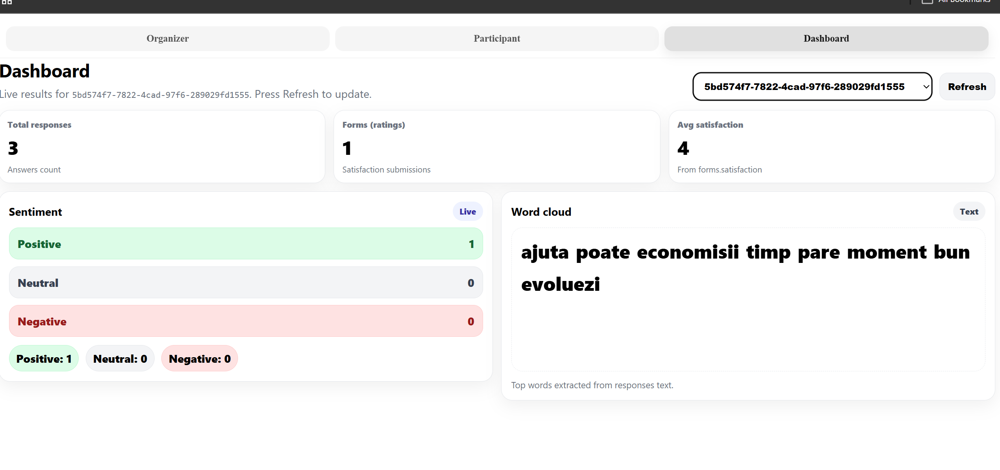 All Bookmarks
Organizer
Participant
Dashboard
Dashboard
Live results for 5bd574f7-7822-4cad-97f6-289029fd1555. Press Refresh to update.
5bd574f7-7822-4cad-97f6-289029fd1555
Refresh
Total responses
3
Answers count
Forms (ratings)
1
Satisfaction submissions
Avg satisfaction
4
From forms.satisfaction
Sentiment
Live
Positive 1
Neutral 0
Negative 0
Positive: 1
Neutral: 0
Negative: 0
Word cloud
Text
ajuta poate economisii timp pare moment bun
evoluezi
Top words extracted from responses text.